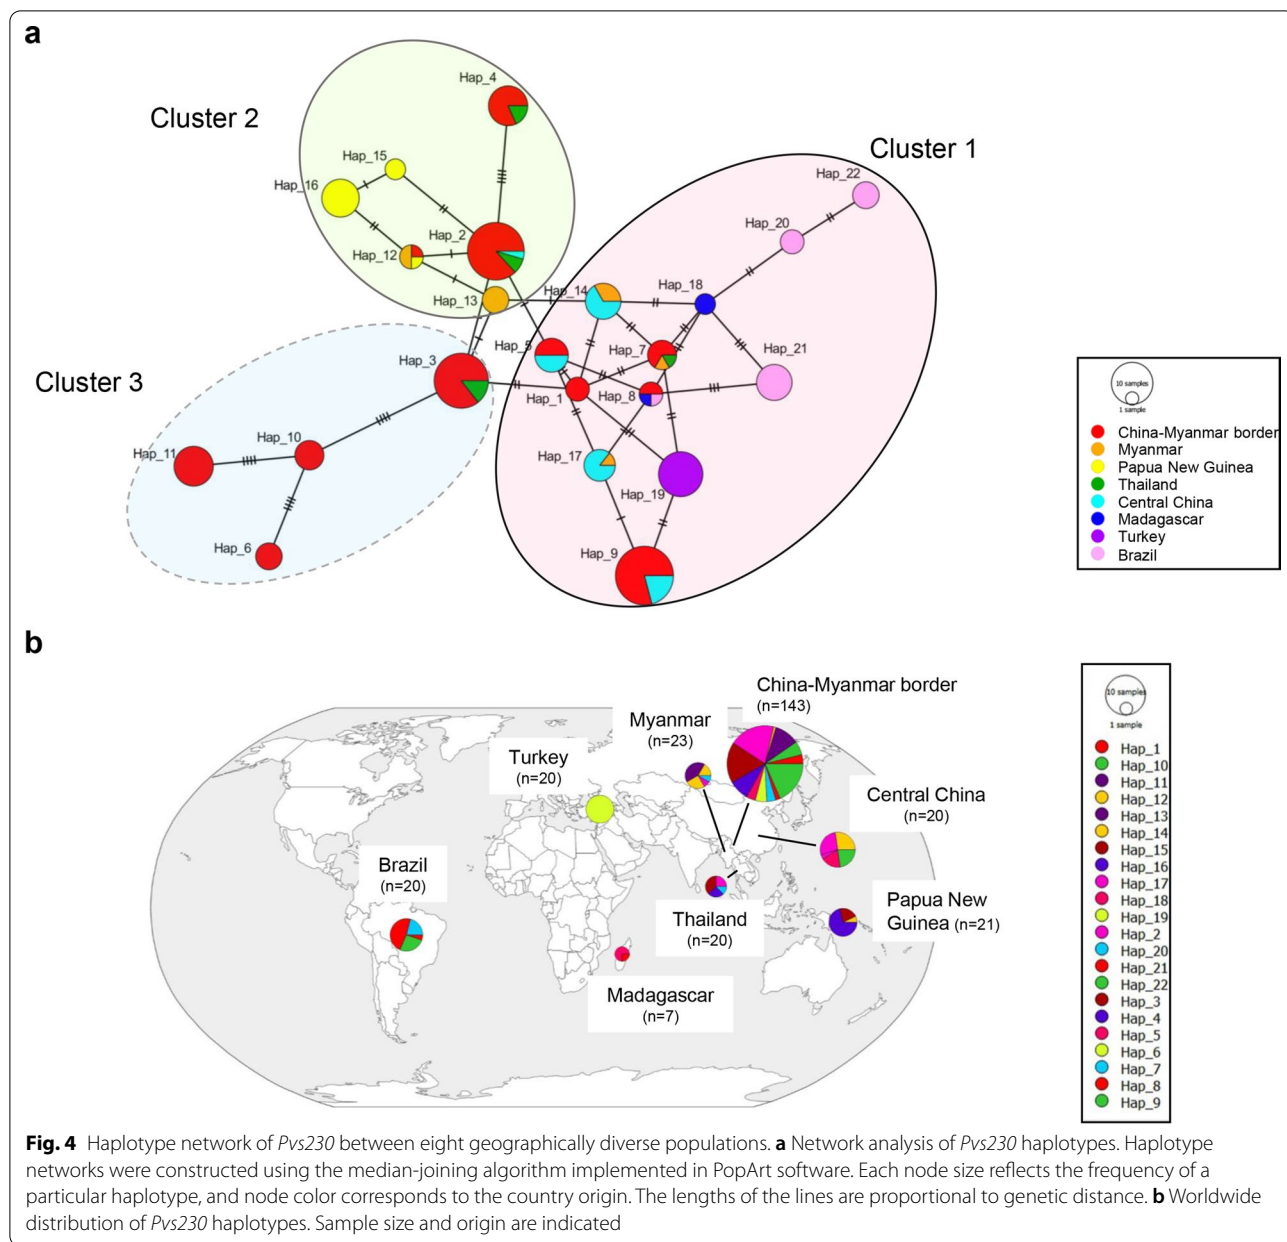 a
Hap_4
Cluster 2
Cluster 1
Hap_15
Hap_22
Hap_16
Hap_20
Hap_2
Hap_12
Hap_18
Hap_14
Hap_13
Hap_5
Hap_7
Hap_21
Hap_3
Cluster 3
Hap_1
Hap_8
Hap_10
Hap_11
Hap_17
Hap_19
Hap_6
Hap_9
10 samples
1 sample
China-Myanmar border
Myanmar
Papua New Guinea
Thailand
Central China
Madagascar
Turkey
Brazil
b
China-Myanmar border
(n=143)
Myanmar
(n=23)
Turkey
(n=20)
Central China
(n=20)
Brazil
(n=20)
Papua New
Guinea (n=21)
Thailand
(n=20)
Madagascar
(n=7)
10 samples
1 sample
Hap_1
Hap_10
Hap_11
Hap_12
Hap_13
Hap_14
Hap_15
Hap_16
Hap_17
Hap_18
Hap_19
Hap_2
Hap_20
Hap_21
Hap_22
Hap_3
Hap_4
Hap_5
Hap_6
Hap_7
Hap_8
Hap_9
Fig. 4 Haplotype network of Pvs230 between eight geographically diverse populations. a Network analysis of Pvs230 haplotypes. Haplotype
networks were constructed using the median-joining algorithm implemented in PopArt software. Each node size reflects the frequency of a
particular haplotype, and node color corresponds to the country origin. The lengths of the lines are proportional to genetic distance. b Worldwide
distribution of Pvs230 haplotypes. Sample size and origin are indicated